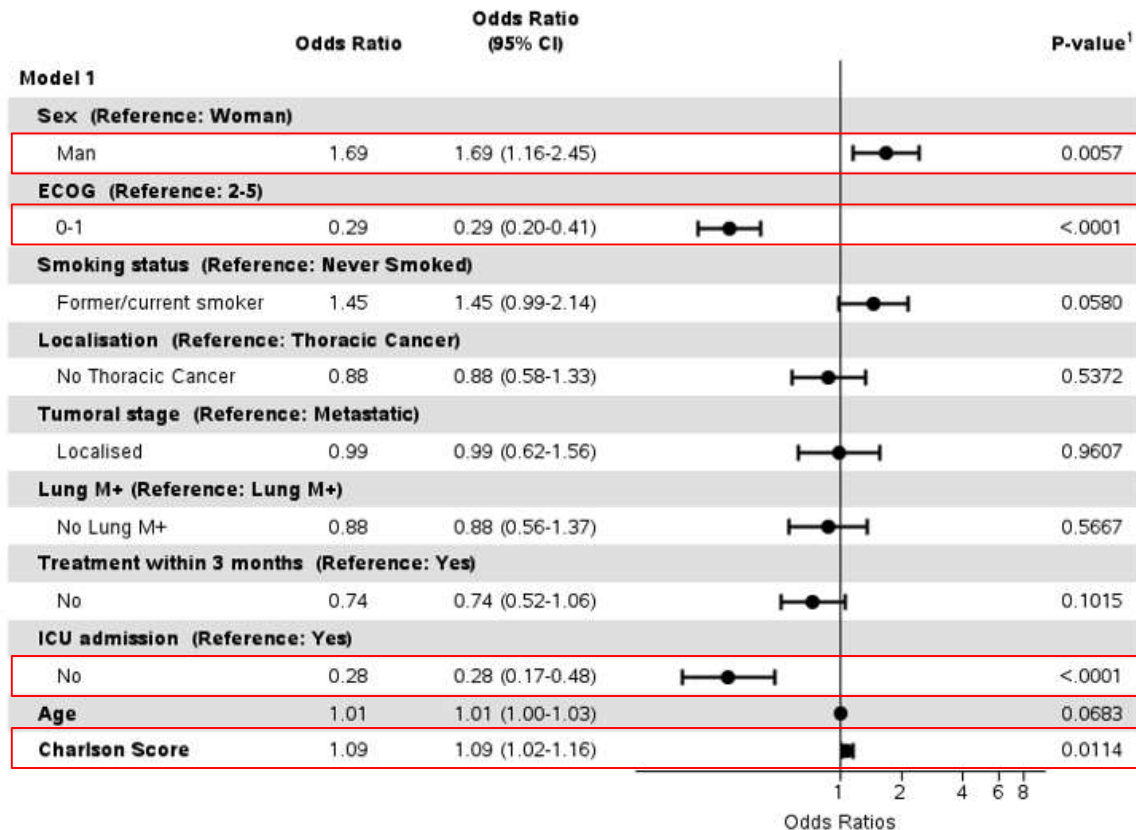 Odds Ratio Odds Ratio (95% CI) P-value¹
Model 1
Sex (Reference: Woman)
Man 1.69 1.69 (1.16-2.45) 0.0057
ECOG (Reference: 2-5)
0-1 0.29 0.29 (0.20-0.41) <.0001
Smoking status (Reference: Never Smoked)
Former/current smoker 1.45 1.45 (0.99-2.14) 0.0580
Localisation (Reference: Thoracic Cancer)
No Thoracic Cancer 0.88 0.88 (0.58-1.33) 0.5372
Tumoral stage (Reference: Metastatic)
Localised 0.99 0.99 (0.62-1.56) 0.9607
Lung M+ (Reference: Lung M+)
No Lung M+ 0.88 0.88 (0.56-1.37) 0.5667
Treatment within 3 months (Reference: Yes)
No 0.74 0.74 (0.52-1.06) 0.1015
ICU admission (Reference: Yes)
No 0.28 0.28 (0.17-0.48) <.0001
Age 1.01 1.01 (1.00-1.03) 0.0683
Charlson Score 1.09 1.09 (1.02-1.16) 0.0114
1 2 4 6 8
Odds Ratios